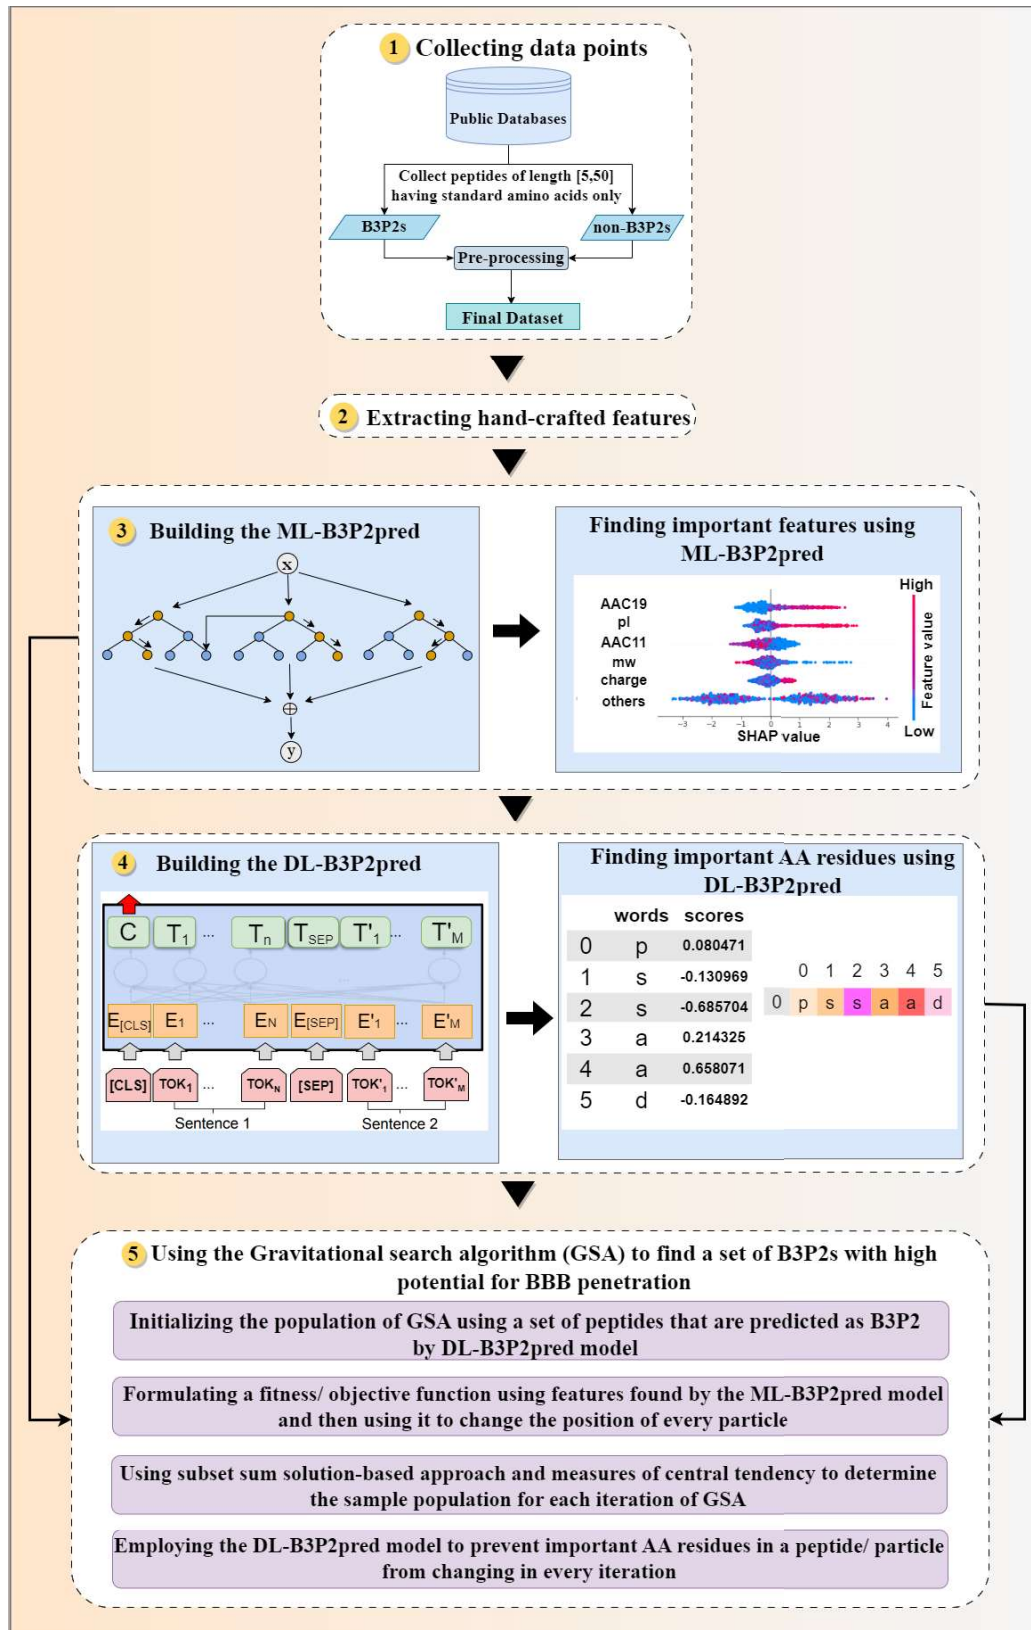 1 Collecting data points
Public Databases
Collect peptides of length [5,50]
having standard amino acids only
B3P2s
non-B3P2s
Pre-processing
Final Dataset
2 Extracting hand-crafted features
3 Building the ML-B3P2pred
x
y
Finding important features using
ML-B3P2pred
High
AAC19
pI
AAC11
mw
charge
others
Feature value
Low
−3 −2 −1 0 1 2 3 4
SHAP value
4 Building the DL-B3P2pred
C T1 ... Tn TSEP T'1 ... T'M
E[CLS] E1 ... EN E[SEP] E'1 ... E'M
[CLS] TOK1 ... TOKN [SEP] TOK'1 ... TOK'M
Sentence 1 Sentence 2
Finding important AA residues using
DL-B3P2pred
words scores
0 p 0.080471
1 s -0.130969
2 s -0.685704
3 a 0.214325
4 a 0.658071
5 d -0.164892
0 1 2 3 4 5
0 p s s a a d
5 Using the Gravitational search algorithm (GSA) to find a set of B3P2s with high
potential for BBB penetration
Initializing the population of GSA using a set of peptides that are predicted as B3P2
by DL-B3P2pred model
Formulating a fitness/ objective function using features found by the ML-B3P2pred model
and then using it to change the position of every particle
Using subset sum solution-based approach and measures of central tendency to determine
the sample population for each iteration of GSA
Employing the DL-B3P2pred model to prevent important AA residues in a peptide/ particle
from changing in every iteration